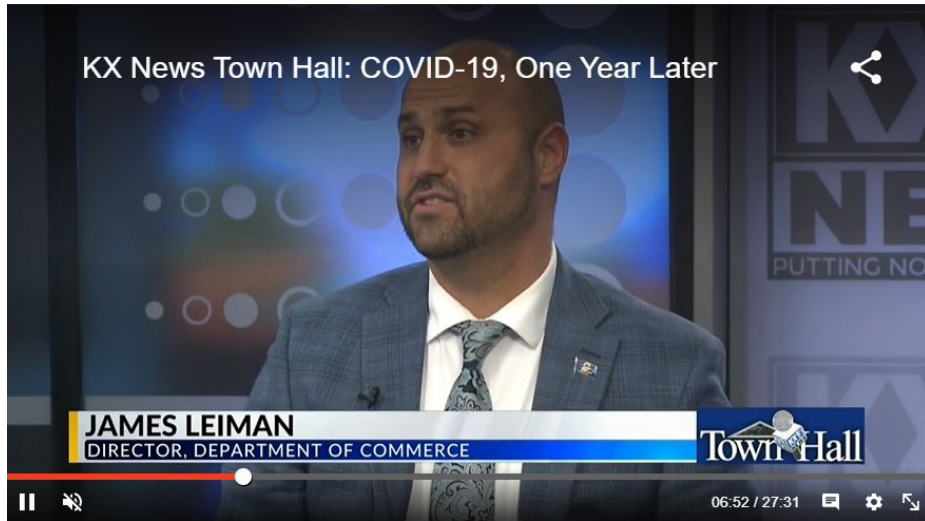 KX News Town Hall: COVID-19, One Year Later
KX
NE
PUTTING NO
JAMES LEIMAN
DIRECTOR, DEPARTMENT OF COMMERCE
Town Hall
06:52 / 27:31